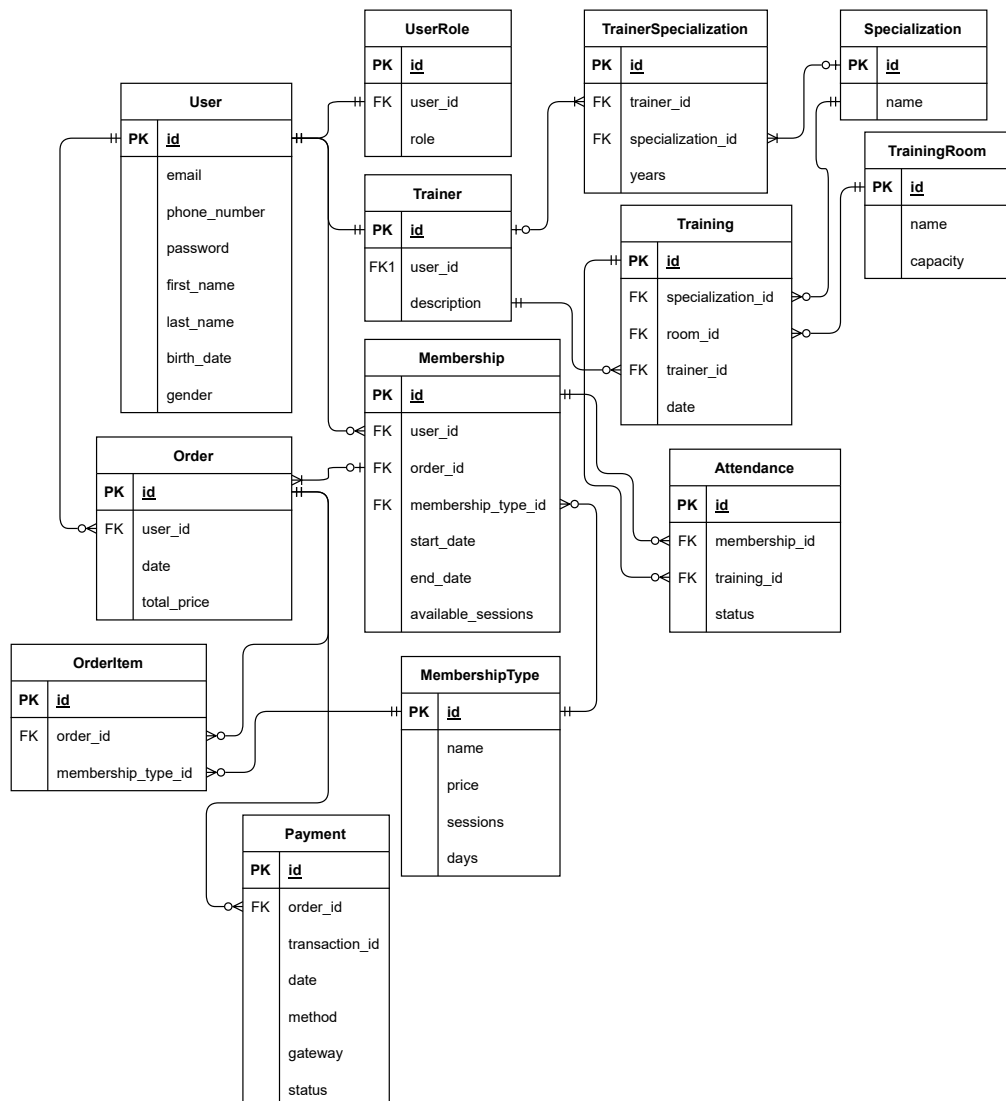 UserRole
PK id
FK user_id
role
TrainerSpecialization
PK id
FK trainer_id
FK specialization_id
years
Specialization
PK id
name
User
PK id
email
phone_number
password
first_name
last_name
birth_date
gender
TrainingRoom
PK id
name
capacity
Trainer
PK id
FK1 user_id
description
Training
PK id
FK specialization_id
FK room_id
FK trainer_id
date
Membership
PK id
FK user_id
FK order_id
FK membership_type_id
start_date
end_date
available_sessions
Order
PK id
FK user_id
date
total_price
Attendance
PK id
FK membership_id
FK training_id
status
OrderItem
PK id
FK order_id
membership_type_id
MembershipType
PK id
name
price
sessions
days
Payment
PK id
FK order_id
transaction_id
date
method
gateway
status